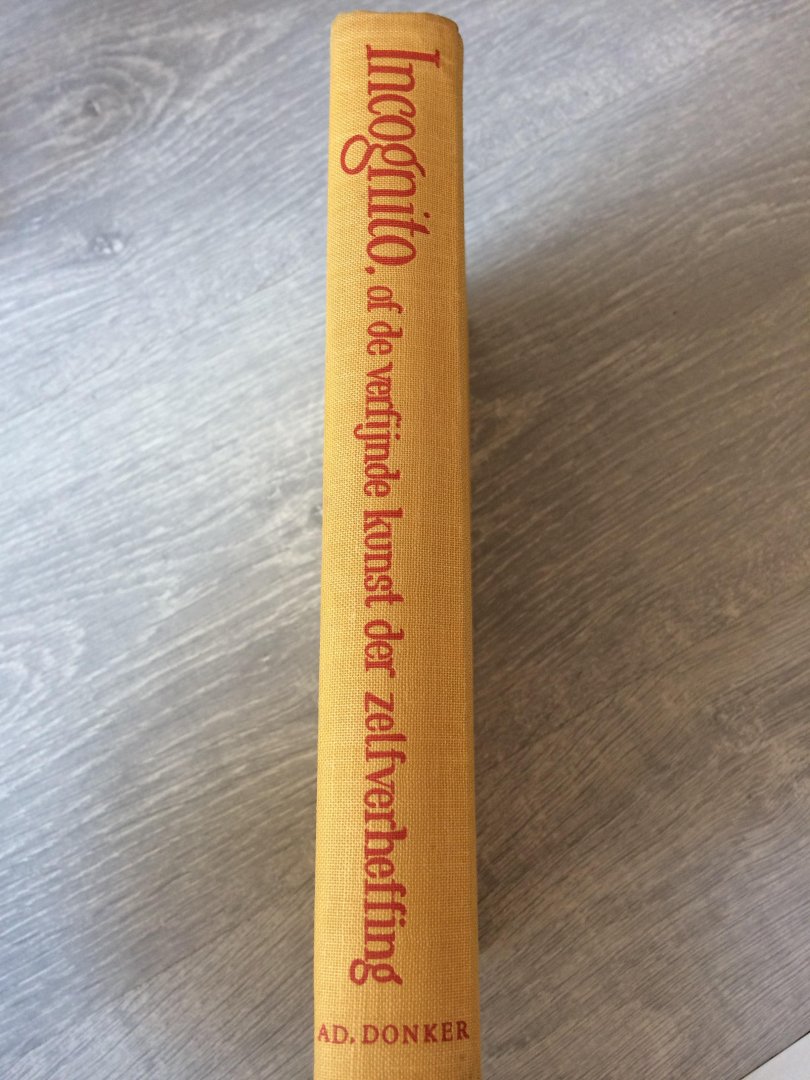 Incognito, of de verfijnde kunst der zelfverheffing
AD. DONKER